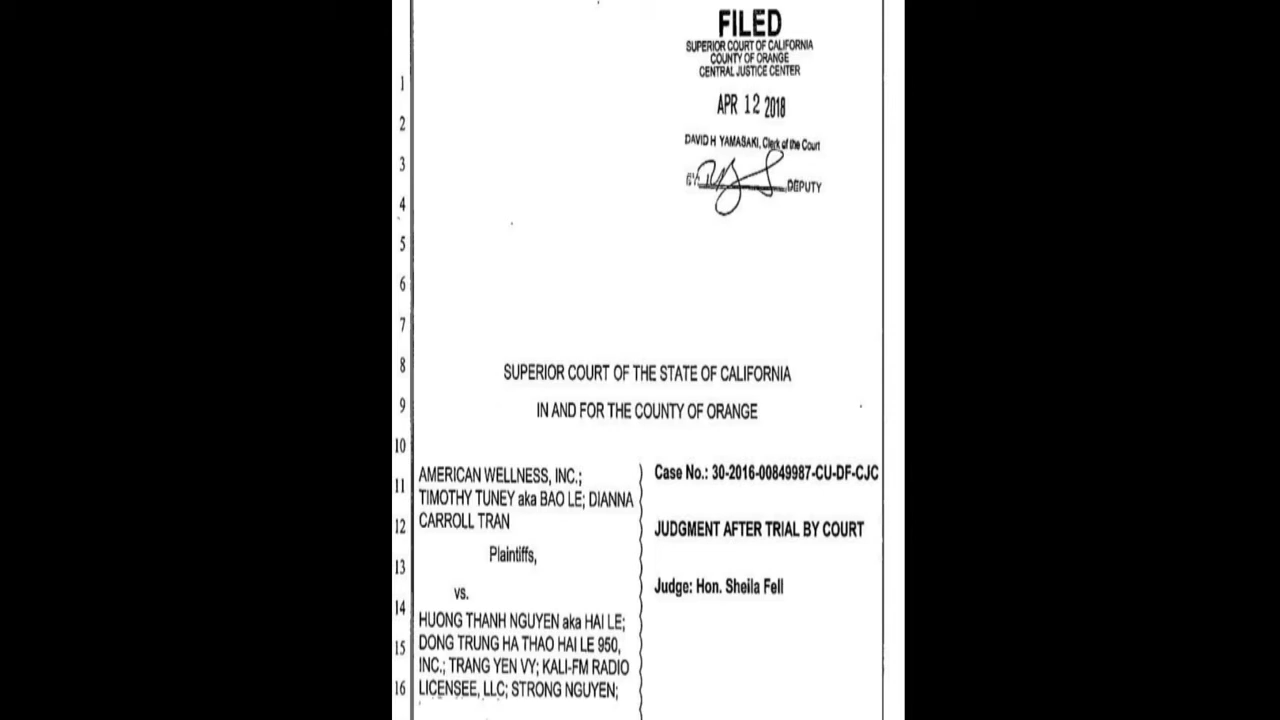 FILED
SUPERIOR COURT OF CALIFORNIA
COUNTY OF ORANGE
CENTRAL JUSTICE CENTER
APR 12 2018
DAVID H YAMASAKI, Clerk of the Court
BY: DEPUTY
1
2
3
4
5
6
7
8
9
10
11
12
13
14
15
16
SUPERIOR COURT OF THE STATE OF CALIFORNIA
IN AND FOR THE COUNTY OF ORANGE
AMERICAN WELLNESS, INC.;
TIMOTHY TUNEY aka BAO LE; DIANNA
CARROLL TRAN
Plaintiffs,
vs.
HUONG THANH NGUYEN aka HAI LE;
DONG TRUNG HA THAO HAI LE 950,
INC.; TRANG YEN VY; KALI-FM RADIO
LICENSEE, LLC; STRONG NGUYEN;
Case No.: 30-2016-00849987-CU-DF-CJC
JUDGMENT AFTER TRIAL BY COURT
Judge: Hon. Sheila Fell